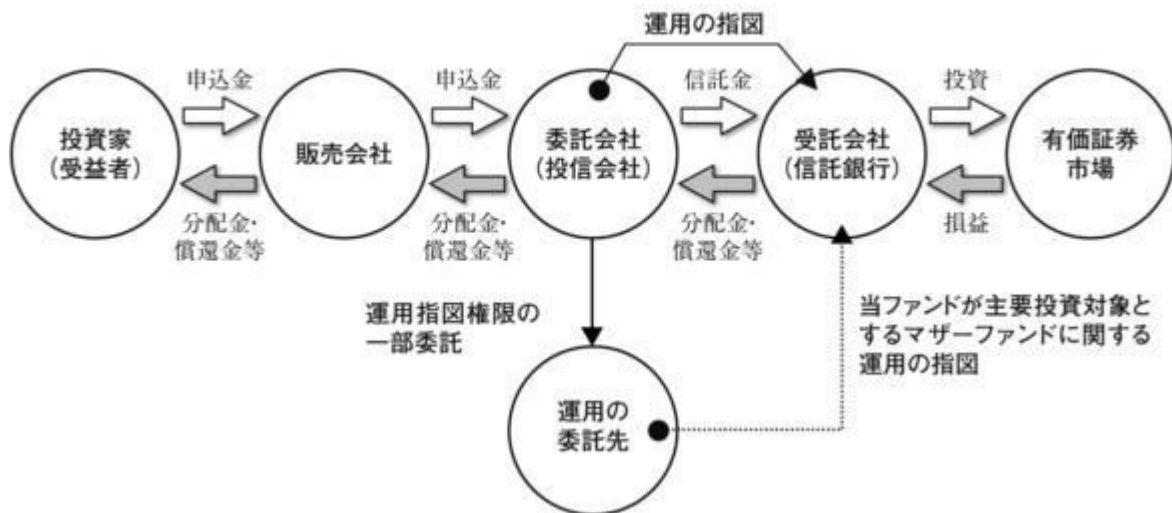 運用の指図
申込金
申込金
信託金
投資
投資家
(受益者)
販売会社
委託会社
(投信会社)
受託会社
(信託銀行)
有価証券
市場
分配金・
償還金等
分配金・
償還金等
分配金・
償還金等
損益
運用指図権限の
一部委託
当ファンドが主要投資対象と
するマザーファンドに関する
運用の指図
運用の
委託先